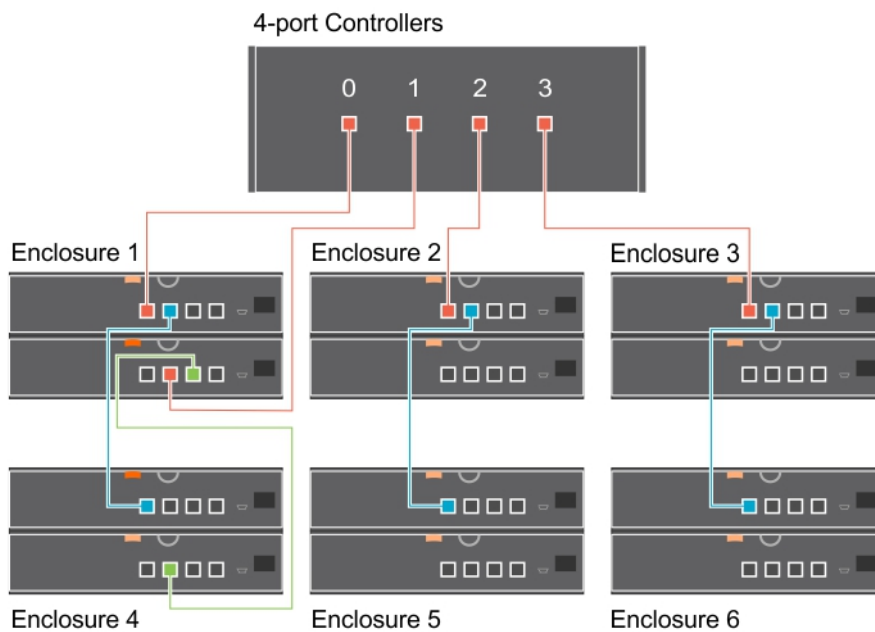 4-port Controllers
0 1 2 3
Enclosure 1 Enclosure 2 Enclosure 3
Enclosure 4 Enclosure 5 Enclosure 6